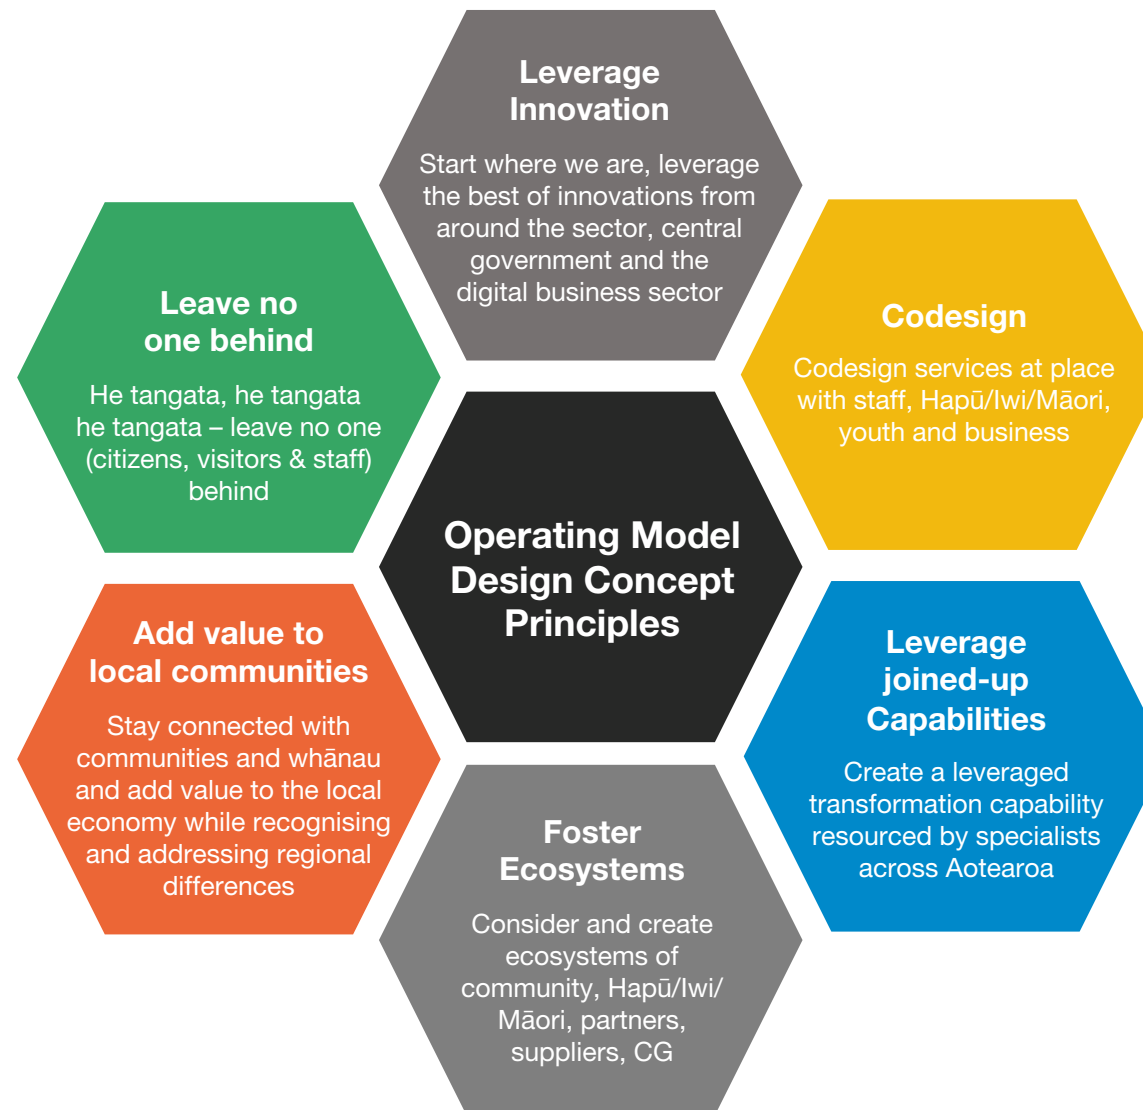 Leverage
Innovation
Start where we are, leverage
the best of innovations from
around the sector, central
government and the
digital business sector
Codesign
Codesign services at place
with staff, Hapū/Iwi/Māori,
youth and business
Leave no
one behind
He tangata, he tangata
he tangata – leave no one
(citizens, visitors & staff)
behind
Operating Model
Design Concept
Principles
Leverage
joined-up
Capabilities
Create a leveraged
transformation capability
resourced by specialists
across Aotearoa
Add value to
local communities
Stay connected with
communities and whānau
and add value to the local
economy while recognising
and addressing regional
differences
Foster
Ecosystems
Consider and create
ecosystems of
community, Hapū/Iwi/
Māori, partners,
suppliers, CG